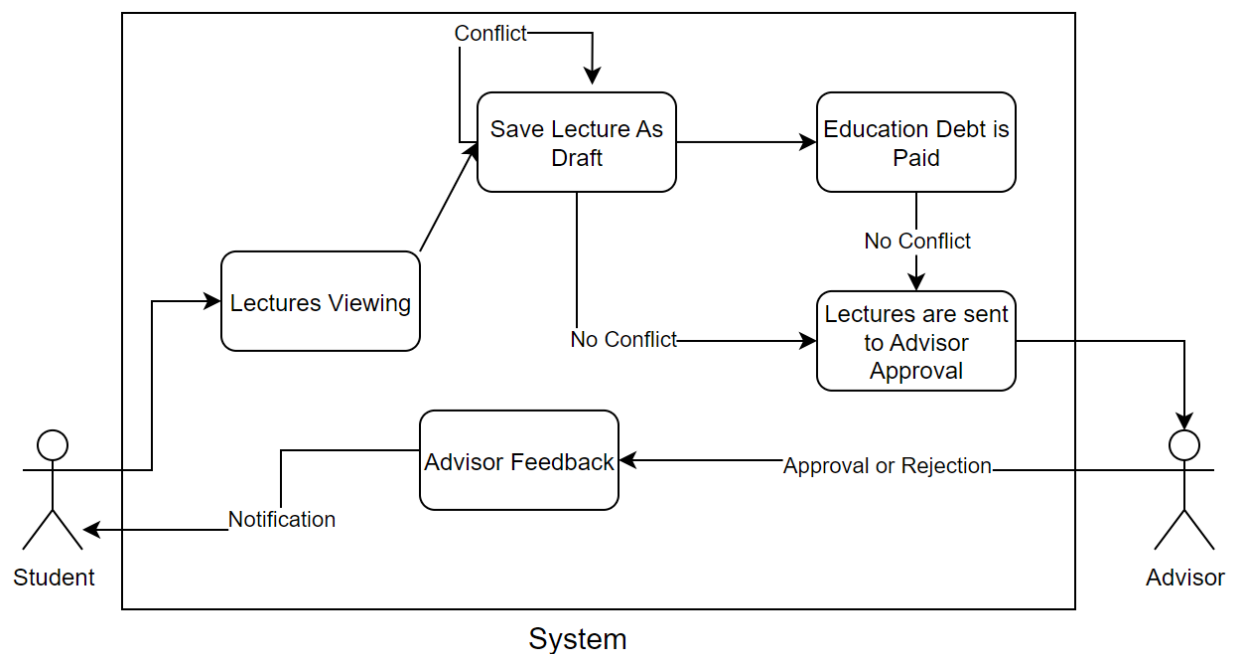 Conflict
Save Lecture As
Draft
Education Debt is
Paid
No Conflict
Lectures Viewing
Lectures are sent
to Advisor
Approval
No Conflict
Advisor Feedback
Approval or Rejection
Notification
Student
Advisor
System